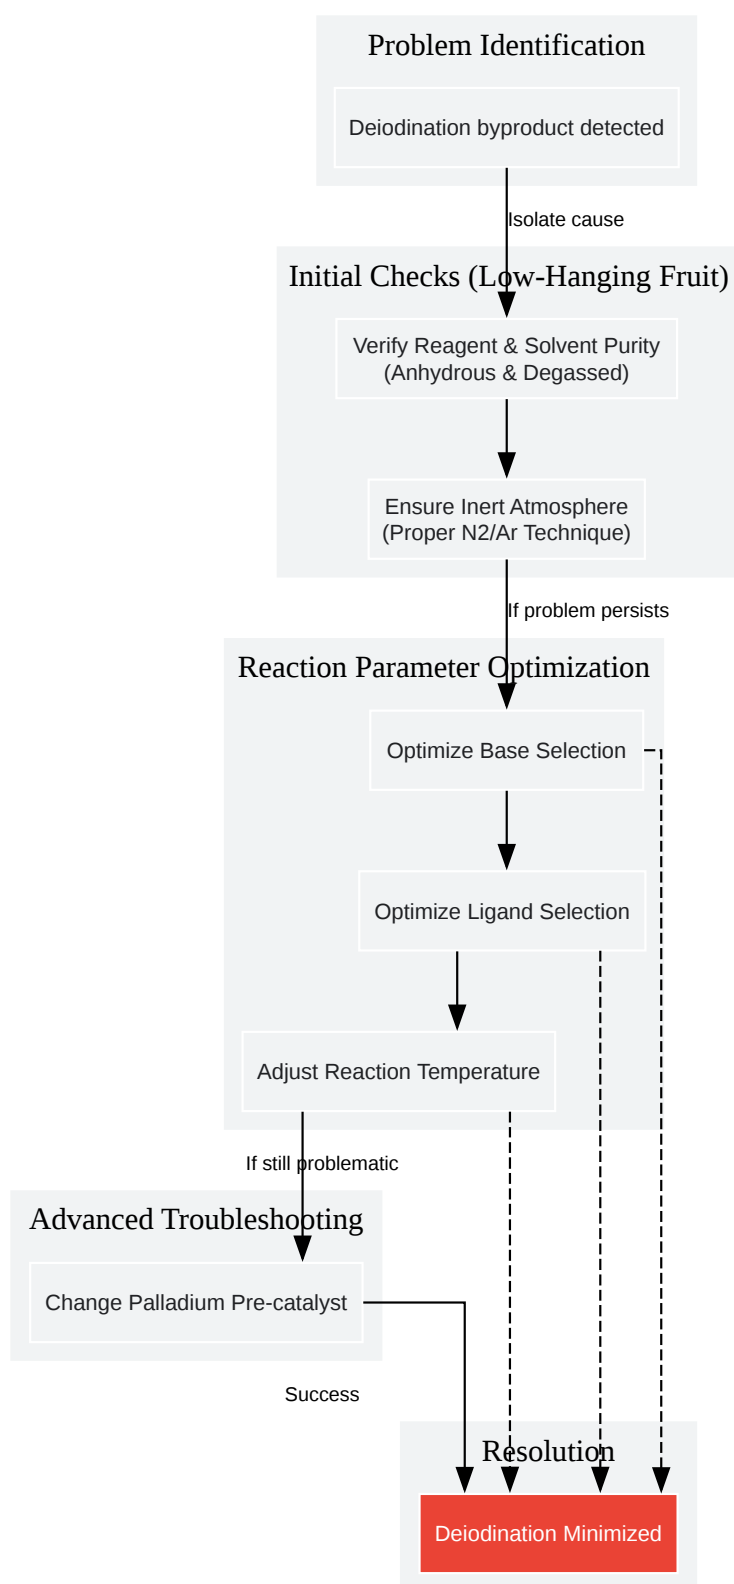 Problem Identification
Deiodination byproduct detected
Isolate cause
Initial Checks (Low-Hanging Fruit)
Verify Reagent & Solvent Purity
(Anhydrous & Degassed)
Ensure Inert Atmosphere
(Proper N2/Ar Technique)
If problem persists
Reaction Parameter Optimization
Optimize Base Selection
Optimize Ligand Selection
Adjust Reaction Temperature
If still problematic
Advanced Troubleshooting
Change Palladium Pre-catalyst
Success
Resolution
Deiodination Minimized